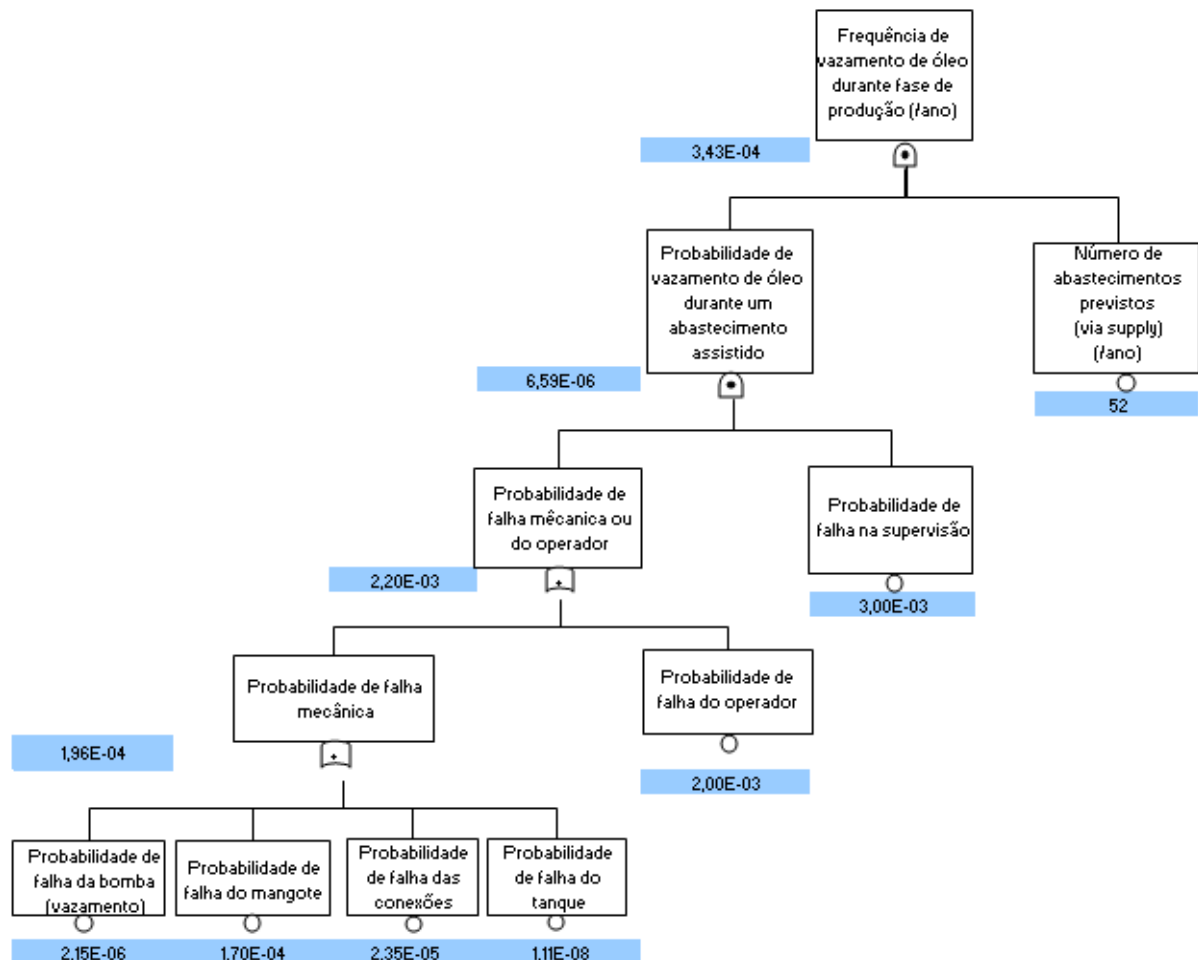 Frequência de
vazamento de óleo
durante fase de
produção (/ano)
3,43E-04
Probabilidade de
vazamento de óleo
durante um
abastecimento
assistido
Número de
abastecimentos
previstos
(via supply)
(/ano)
6,59E-06
52
Probabilidade de
falha mêcanica ou
do operador
Probabilidade de
falha na supervisão
2,20E-03
3,00E-03
Probabilidade de falha
mecânica
Probabilidade de
falha do operador
1,96E-04
2,00E-03
Probabilidade de
falha da bomba
(vazamento)
Probabilidade de
falha do mangote
Probabilidade
de falha das
conexões
Probabilidade
de falha do
tanque
2,15E-06
1,70E-04
2,35E-05
1,11E-08